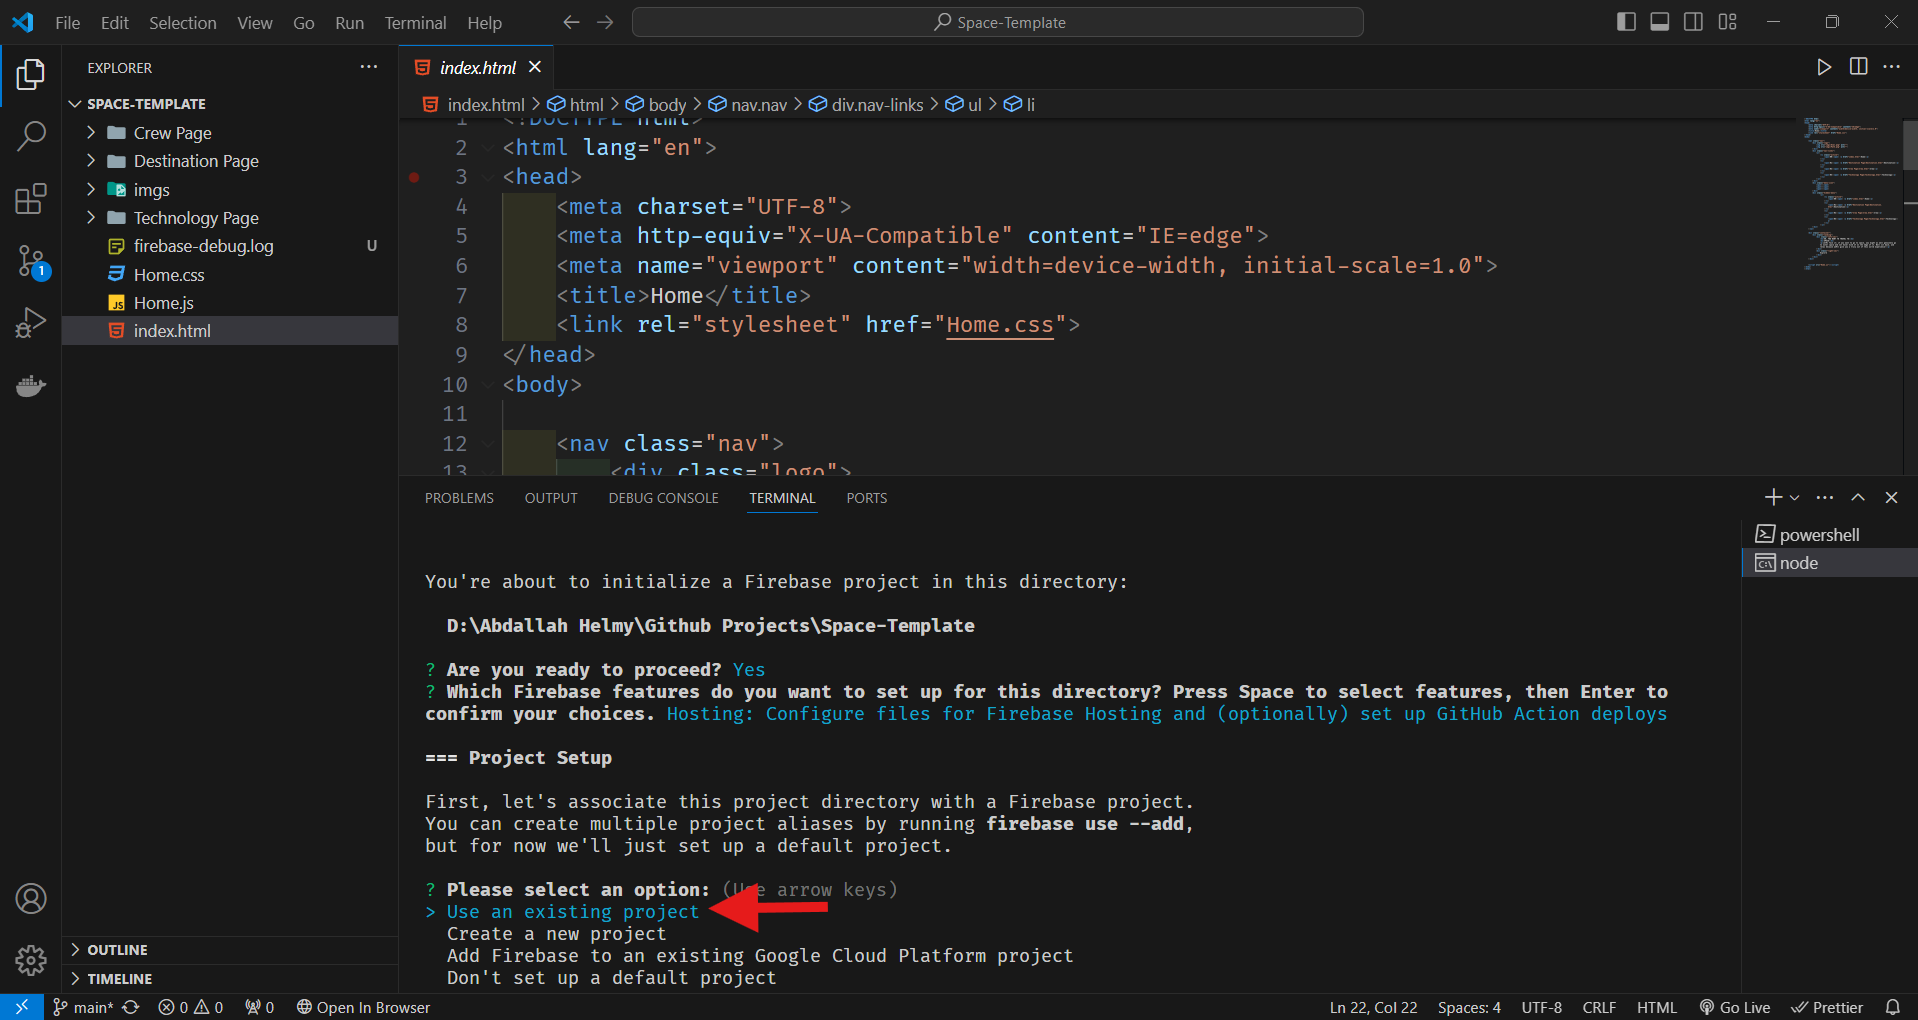 File Edit Selection View Go Run Terminal Help
Space-Template
EXPLORER
SPACE-TEMPLATE
Crew Page
Destination Page
imgs
Technology Page
firebase-debug.log U
Home.css
Home.js
index.html
1
OUTLINE
TIMELINE
index.html
index.html > html > body > nav.nav > div.nav-links > ul > li
1 <!DOCTYPE html>
2 <html lang="en">
3 <head>
4 <meta charset="UTF-8">
5 <meta http-equiv="X-UA-Compatible" content="IE=edge">
6 <meta name="viewport" content="width=device-width, initial-scale=1.0">
7 <title>Home</title>
8 <link rel="stylesheet" href="Home.css">
9 </head>
10 <body>
11
12 <nav class="nav">
13 <div class="logo">
PROBLEMS OUTPUT DEBUG CONSOLE TERMINAL PORTS
powershell
node
You're about to initialize a Firebase project in this directory:
D:\Abdallah Helmy\Github Projects\Space-Template
? Are you ready to proceed? Yes
? Which Firebase features do you want to set up for this directory? Press Space to select features, then Enter to
confirm your choices. Hosting: Configure files for Firebase Hosting and (optionally) set up GitHub Action deploys
=== Project Setup
First, let's associate this project directory with a Firebase project.
You can create multiple project aliases by running firebase use --add,
but for now we'll just set up a default project.
? Please select an option: (Use arrow keys)
> Use an existing project
Create a new project
Add Firebase to an existing Google Cloud Platform project
Don't set up a default project
main* 0 0 0 Open In Browser
Ln 22, Col 22 Spaces: 4 UTF-8 CRLF HTML Go Live Prettier